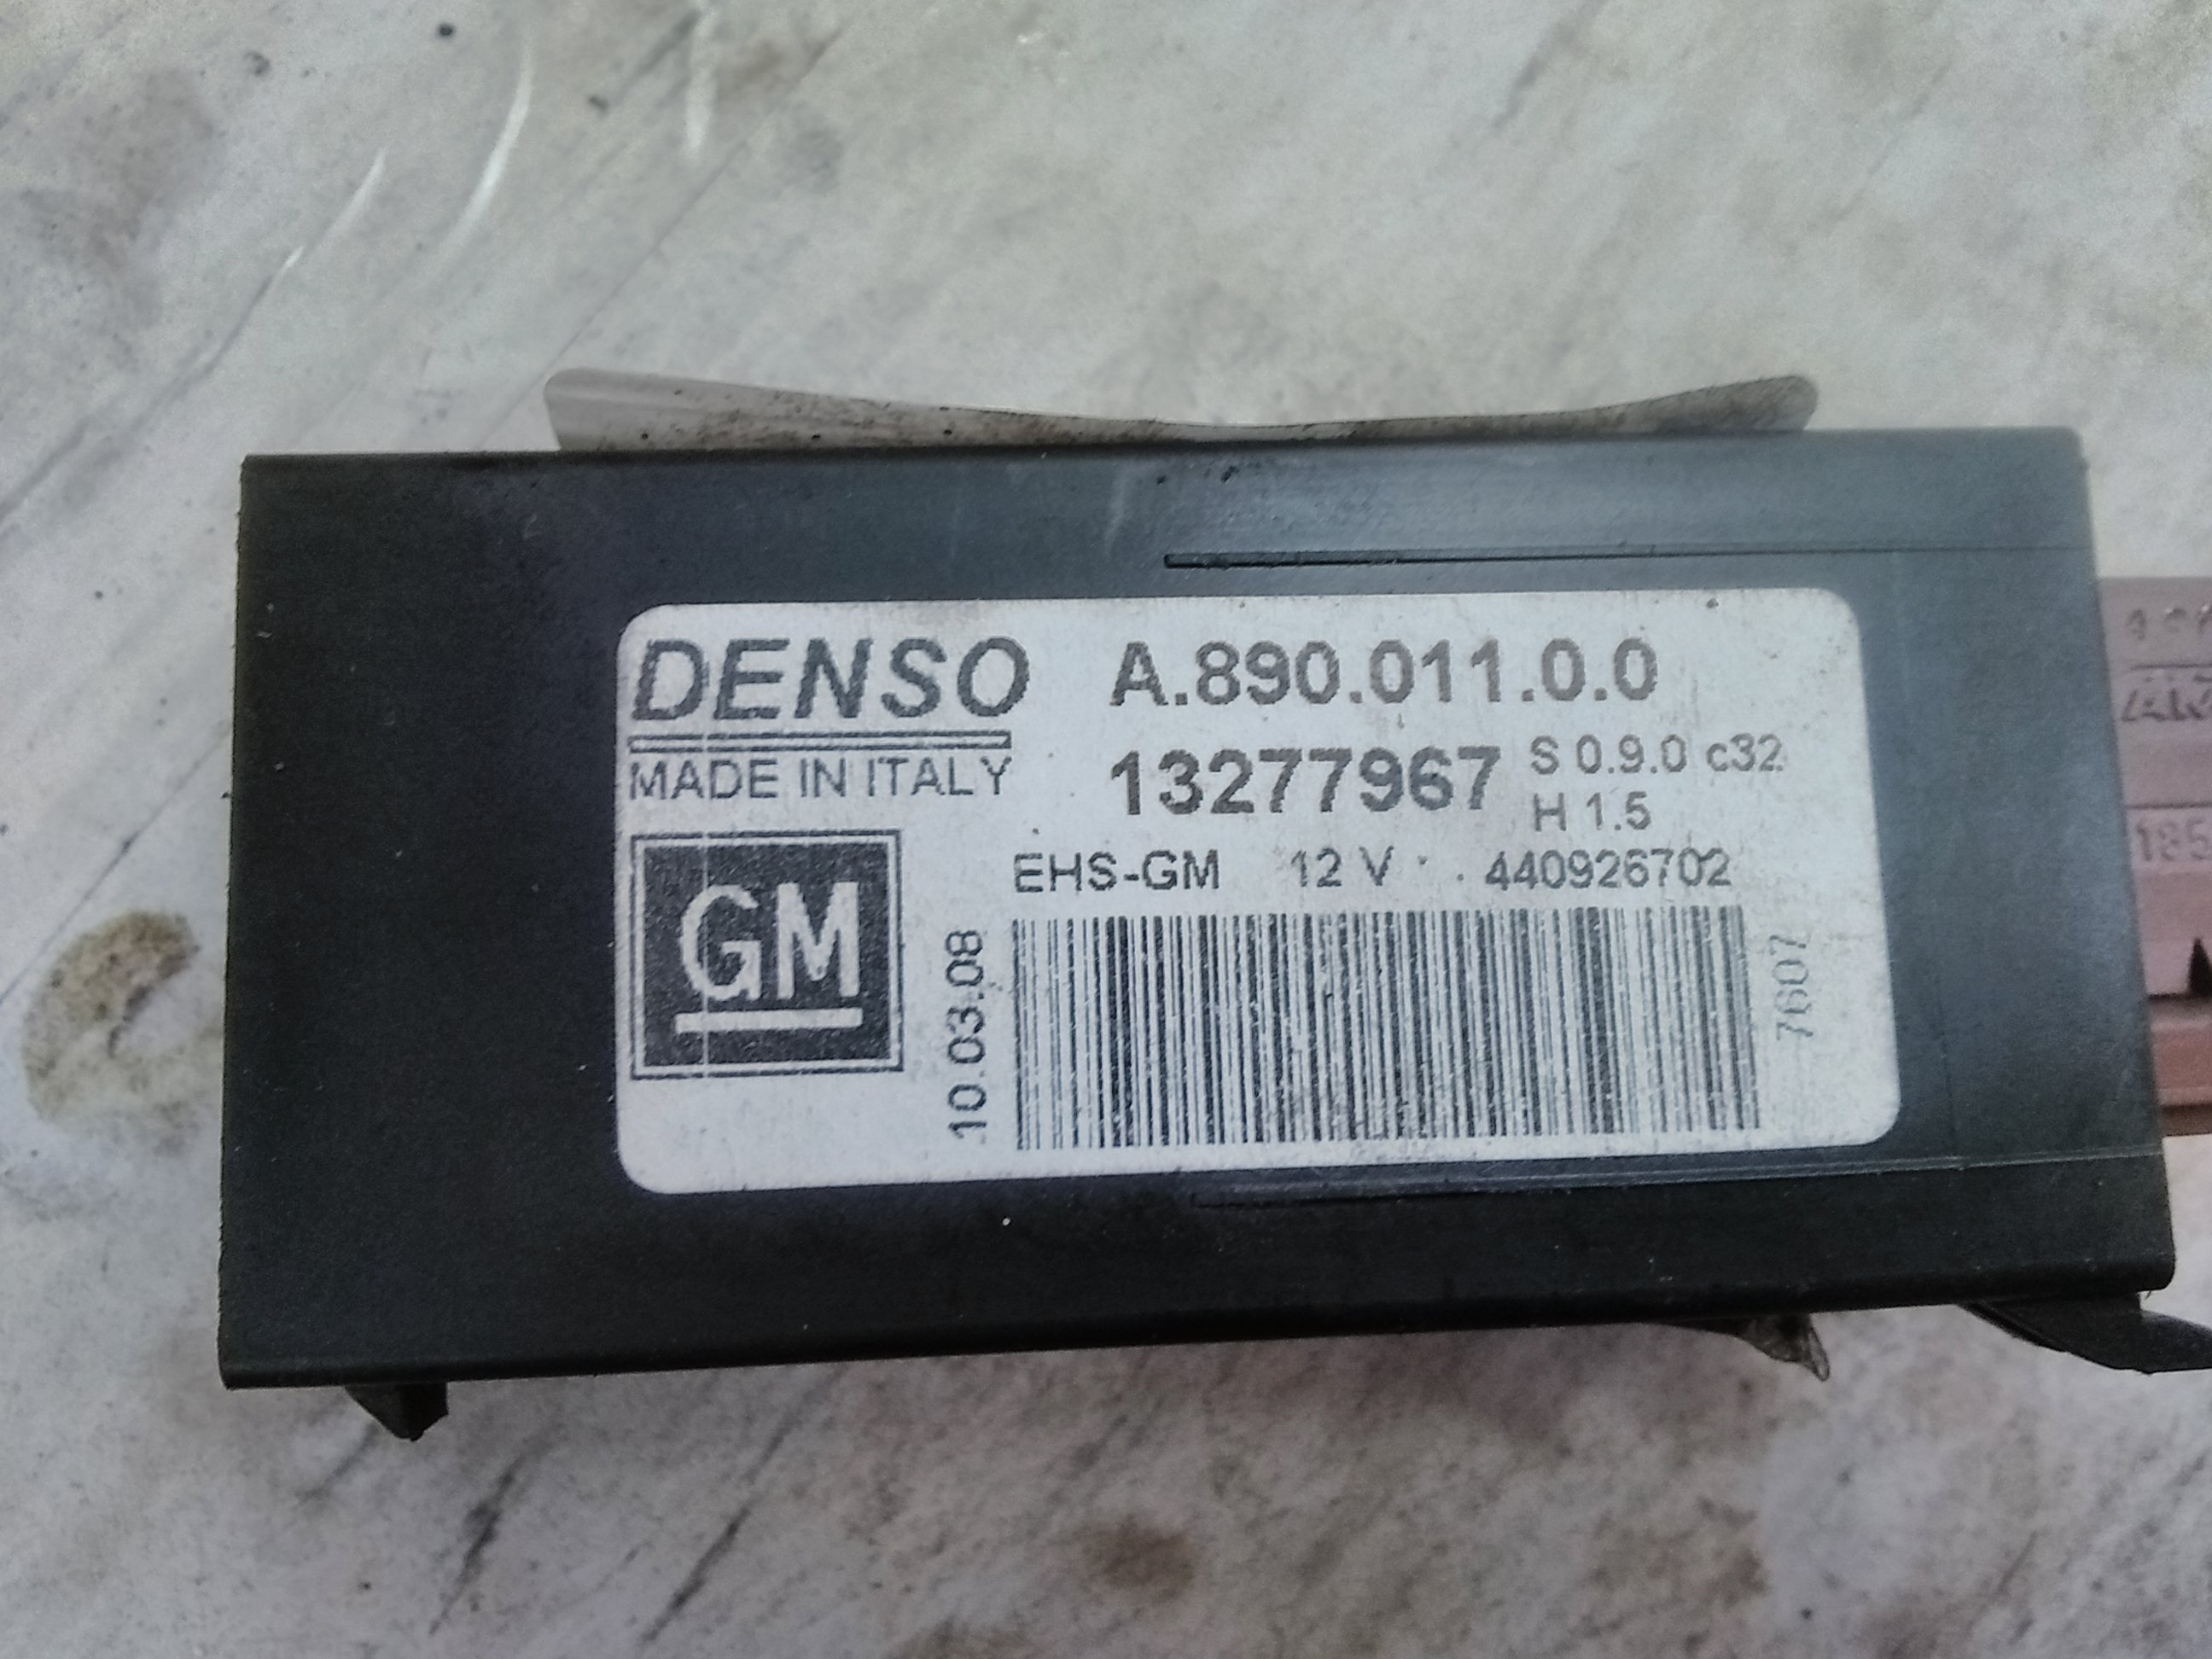 DENSO
MADE IN ITALY
A.890.011.0.0
13277967
S 0.9.0 c32
H 1.5
EHS-GM 12 V 440926702
GM
10.03.08
7607
185